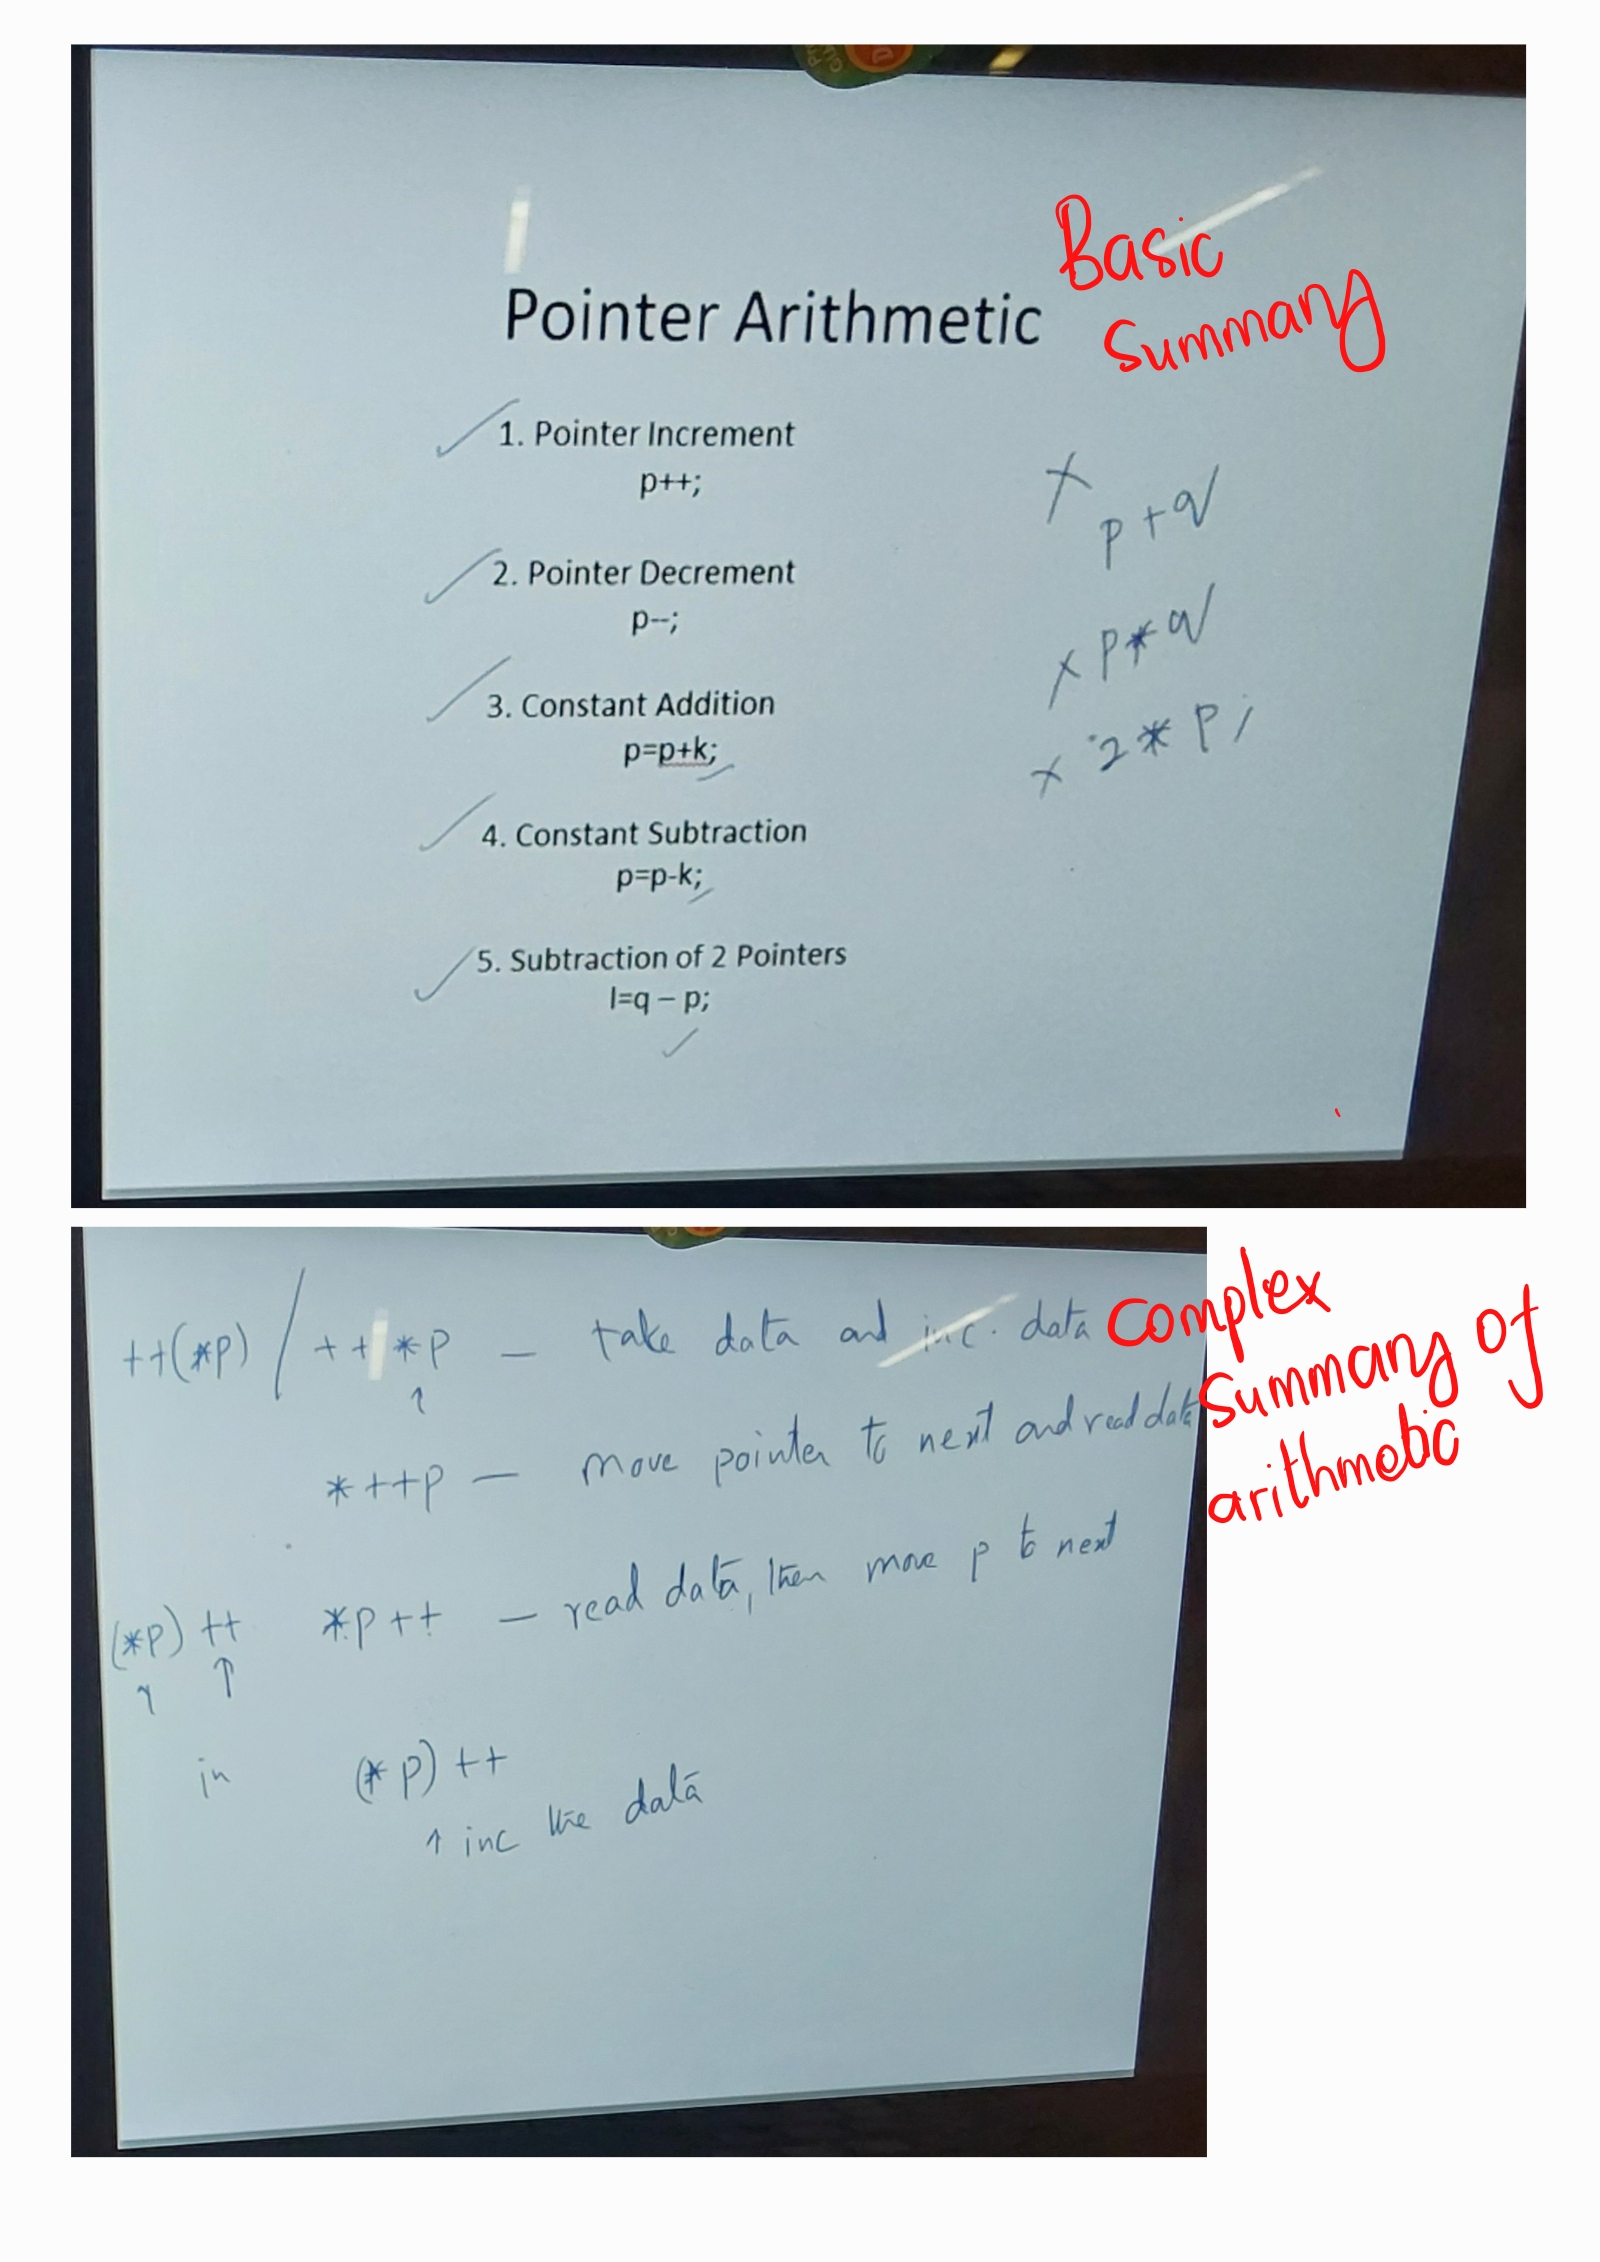 Pointer Arithmetic
Basic
Summary
1. Pointer Increment
p++;
p+q
2. Pointer Decrement
p--;
p*q
3. Constant Addition
p=p+k;
2*p;
4. Constant Subtraction
p=p-k;
5. Subtraction of 2 Pointers
l=q – p;
++(*p) / ++ *p — take data and inc. data
*++p — move pointer to next and read data
Complex
Summary of
arithmetic
(*p)++ *p++ — read data, then move p to next
in (*p)++
↑ inc the data